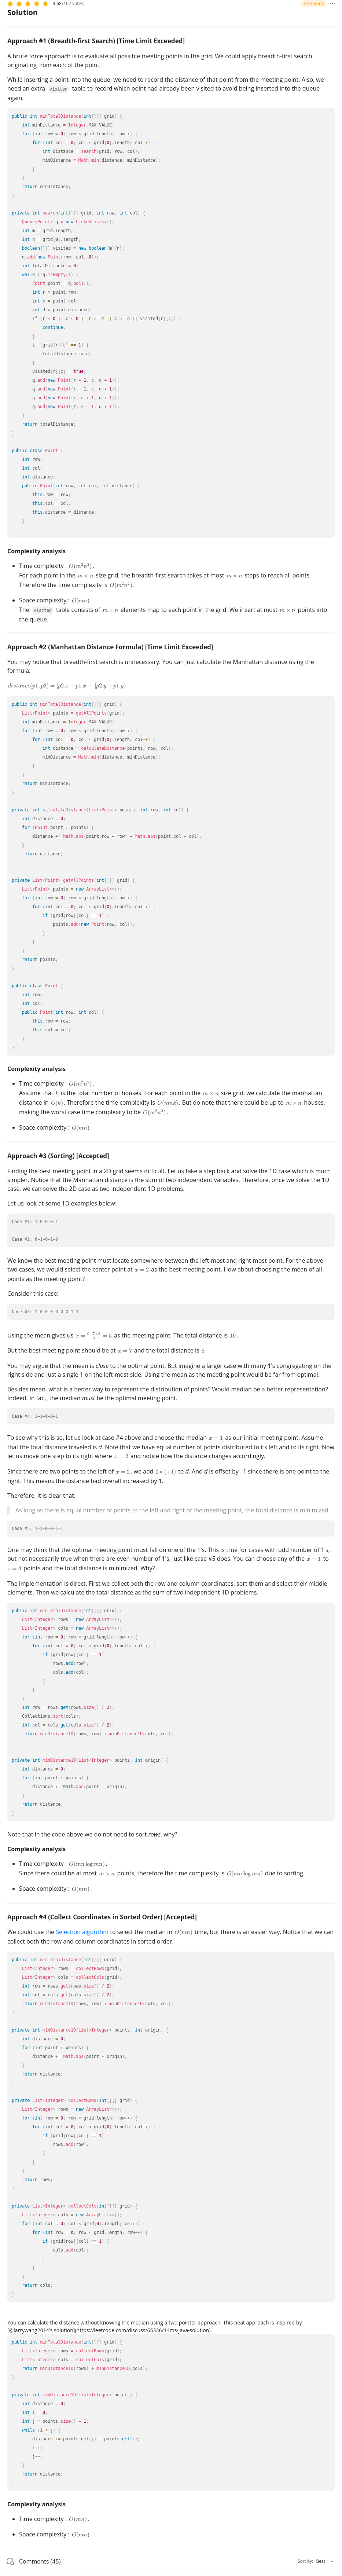 4.68 (102 votes)
Premium
Solution
Approach #1 (Breadth-first Search) [Time Limit Exceeded]
A brute force approach is to evaluate all possible meeting points in the grid. We could apply breadth-first search
originating from each of the point.
While inserting a point into the queue, we need to record the distance of that point from the meeting point. Also, we
need an extra visited table to record which point had already been visited to avoid being inserted into the queue
again.
public int minTotalDistance(int[][] grid) {
int minDistance = Integer.MAX_VALUE;
for (int row = 0; row < grid.length; row++) {
for (int col = 0; col < grid[0].length; col++) {
int distance = search(grid, row, col);
minDistance = Math.min(distance, minDistance);
}
}
return minDistance;
}
private int search(int[][] grid, int row, int col) {
Queue<Point> q = new LinkedList<>();
int m = grid.length;
int n = grid[0].length;
boolean[][] visited = new boolean[m][n];
q.add(new Point(row, col, 0));
int totalDistance = 0;
while (!q.isEmpty()) {
Point point = q.poll();
int r = point.row;
int c = point.col;
int d = point.distance;
if (r < 0 || c < 0 || r >= m || c >= n || visited[r][c]) {
continue;
}
if (grid[r][c] == 1) {
totalDistance += d;
}
visited[r][c] = true;
q.add(new Point(r + 1, c, d + 1));
q.add(new Point(r - 1, c, d + 1));
q.add(new Point(r, c + 1, d + 1));
q.add(new Point(r, c - 1, d + 1));
}
return totalDistance;
}
public class Point {
int row;
int col;
int distance;
public Point(int row, int col, int distance) {
this.row = row;
this.col = col;
this.distance = distance;
}
}
Complexity analysis
• Time complexity : O(m²n²).
For each point in the m × n size grid, the breadth-first search takes at most m × n steps to reach all points.
Therefore the time complexity is O(m²n²).
• Space complexity : O(mn).
The visited table consists of m × n elements map to each point in the grid. We insert at most m × n points into
the queue.
Approach #2 (Manhattan Distance Formula) [Time Limit Exceeded]
You may notice that breadth-first search is unnecessary. You can just calculate the Manhattan distance using the
formula:
distance(p1, p2) = |p2.x − p1.x| + |p2.y − p1.y|
public int minTotalDistance(int[][] grid) {
List<Point> points = getAllPoints(grid);
int minDistance = Integer.MAX_VALUE;
for (int row = 0; row < grid.length; row++) {
for (int col = 0; col < grid[0].length; col++) {
int distance = calculateDistance(points, row, col);
minDistance = Math.min(distance, minDistance);
}
}
return minDistance;
}
private int calculateDistance(List<Point> points, int row, int col) {
int distance = 0;
for (Point point : points) {
distance += Math.abs(point.row - row) + Math.abs(point.col - col);
}
return distance;
}
private List<Point> getAllPoints(int[][] grid) {
List<Point> points = new ArrayList<>();
for (int row = 0; row < grid.length; row++) {
for (int col = 0; col < grid[0].length; col++) {
if (grid[row][col] == 1) {
points.add(new Point(row, col));
}
}
}
return points;
}
public class Point {
int row;
int col;
public Point(int row, int col) {
this.row = row;
this.col = col;
}
}
Complexity analysis
• Time complexity : O(m²n²).
Assume that k is the total number of houses. For each point in the m × n size grid, we calculate the manhattan
distance in O(k). Therefore the time complexity is O(mnk). But do note that there could be up to m × n houses,
making the worst case time complexity to be O(m²n²).
• Space complexity : O(mn).
Approach #3 (Sorting) [Accepted]
Finding the best meeting point in a 2D grid seems difficult. Let us take a step back and solve the 1D case which is much
simpler. Notice that the Manhattan distance is the sum of two independent variables. Therefore, once we solve the 1D
case, we can solve the 2D case as two independent 1D problems.
Let us look at some 1D examples below:
Case #1: 1-0-0-0-1
Case #2: 0-1-0-1-0
We know the best meeting point must locate somewhere between the left-most and right-most point. For the above
two cases, we would select the center point at x = 2 as the best meeting point. How about choosing the mean of all
points as the meeting point?
Consider this case:
Case #3: 1-0-0-0-0-0-0-1-1
Using the mean gives us x̄ = (0+7+8)/3 = 5 as the meeting point. The total distance is 10.
But the best meeting point should be at x = 7 and the total distance is 8.
You may argue that the mean is close to the optimal point. But imagine a larger case with many 1's congregating on the
right side and just a single 1 on the left-most side. Using the mean as the meeting point would be far from optimal.
Besides mean, what is a better way to represent the distribution of points? Would median be a better representation?
Indeed. In fact, the median must be the optimal meeting point.
Case #4: 1-1-0-0-1
To see why this is so, let us look at case #4 above and choose the median x = 1 as our initial meeting point. Assume
that the total distance traveled is d. Note that we have equal number of points distributed to its left and to its right. Now
let us move one step to its right where x = 2 and notice how the distance changes accordingly.
Since there are two points to the left of x = 2, we add 2 * (+1) to d. And d is offset by –1 since there is one point to the
right. This means the distance had overall increased by 1.
Therefore, it is clear that:
As long as there is equal number of points to the left and right of the meeting point, the total distance is minimized.
Case #5: 1-1-0-0-1-1
One may think that the optimal meeting point must fall on one of the 1's. This is true for cases with odd number of 1's,
but not necessarily true when there are even number of 1's, just like case #5 does. You can choose any of the x = 1 to
x = 4 points and the total distance is minimized. Why?
The implementation is direct. First we collect both the row and column coordinates, sort them and select their middle
elements. Then we calculate the total distance as the sum of two independent 1D problems.
public int minTotalDistance(int[][] grid) {
List<Integer> rows = new ArrayList<>();
List<Integer> cols = new ArrayList<>();
for (int row = 0; row < grid.length; row++) {
for (int col = 0; col < grid[0].length; col++) {
if (grid[row][col] == 1) {
rows.add(row);
cols.add(col);
}
}
}
int row = rows.get(rows.size() / 2);
Collections.sort(cols);
int col = cols.get(cols.size() / 2);
return minDistance1D(rows, row) + minDistance1D(cols, col);
}
private int minDistance1D(List<Integer> points, int origin) {
int distance = 0;
for (int point : points) {
distance += Math.abs(point - origin);
}
return distance;
}
Note that in the code above we do not need to sort rows, why?
Complexity analysis
• Time complexity : O(mn log mn).
Since there could be at most m × n points, therefore the time complexity is O(mn log mn) due to sorting.
• Space complexity : O(mn).
Approach #4 (Collect Coordinates in Sorted Order) [Accepted]
We could use the Selection algorithm to select the median in O(mn) time, but there is an easier way. Notice that we can
collect both the row and column coordinates in sorted order.
public int minTotalDistance(int[][] grid) {
List<Integer> rows = collectRows(grid);
List<Integer> cols = collectCols(grid);
int row = rows.get(rows.size() / 2);
int col = cols.get(cols.size() / 2);
return minDistance1D(rows, row) + minDistance1D(cols, col);
}
private int minDistance1D(List<Integer> points, int origin) {
int distance = 0;
for (int point : points) {
distance += Math.abs(point - origin);
}
return distance;
}
private List<Integer> collectRows(int[][] grid) {
List<Integer> rows = new ArrayList<>();
for (int row = 0; row < grid.length; row++) {
for (int col = 0; col < grid[0].length; col++) {
if (grid[row][col] == 1) {
rows.add(row);
}
}
}
return rows;
}
private List<Integer> collectCols(int[][] grid) {
List<Integer> cols = new ArrayList<>();
for (int col = 0; col < grid[0].length; col++) {
for (int row = 0; row < grid.length; row++) {
if (grid[row][col] == 1) {
cols.add(col);
}
}
}
return cols;
}
You can calculate the distance without knowing the median using a two pointer approach. This neat approach is inspired by
[@larrywang2014's solution](https://leetcode.com/discuss/65336/14ms-java-solution).
public int minTotalDistance(int[][] grid) {
List<Integer> rows = collectRows(grid);
List<Integer> cols = collectCols(grid);
return minDistance1D(rows) + minDistance1D(cols);
}
private int minDistance1D(List<Integer> points) {
int distance = 0;
int i = 0;
int j = points.size() - 1;
while (i < j) {
distance += points.get(j) - points.get(i);
i++;
j--;
}
return distance;
}
Complexity analysis
• Time complexity : O(mn).
• Space complexity : O(mn).
Comments (45)
Sort by: Best